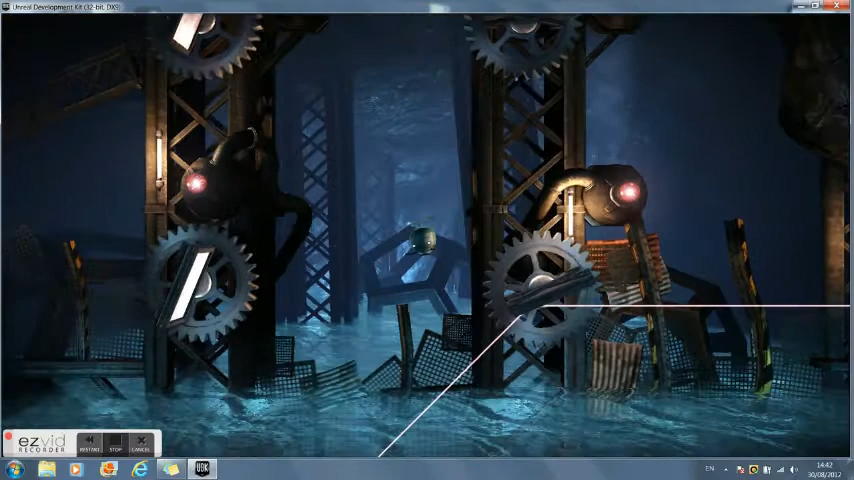 Unreal Development Kit (32-bit, DX9)
ezvid
RECORDER
RESTART
STOP
CANCEL
UDK
EN
14:42
30/08/2012